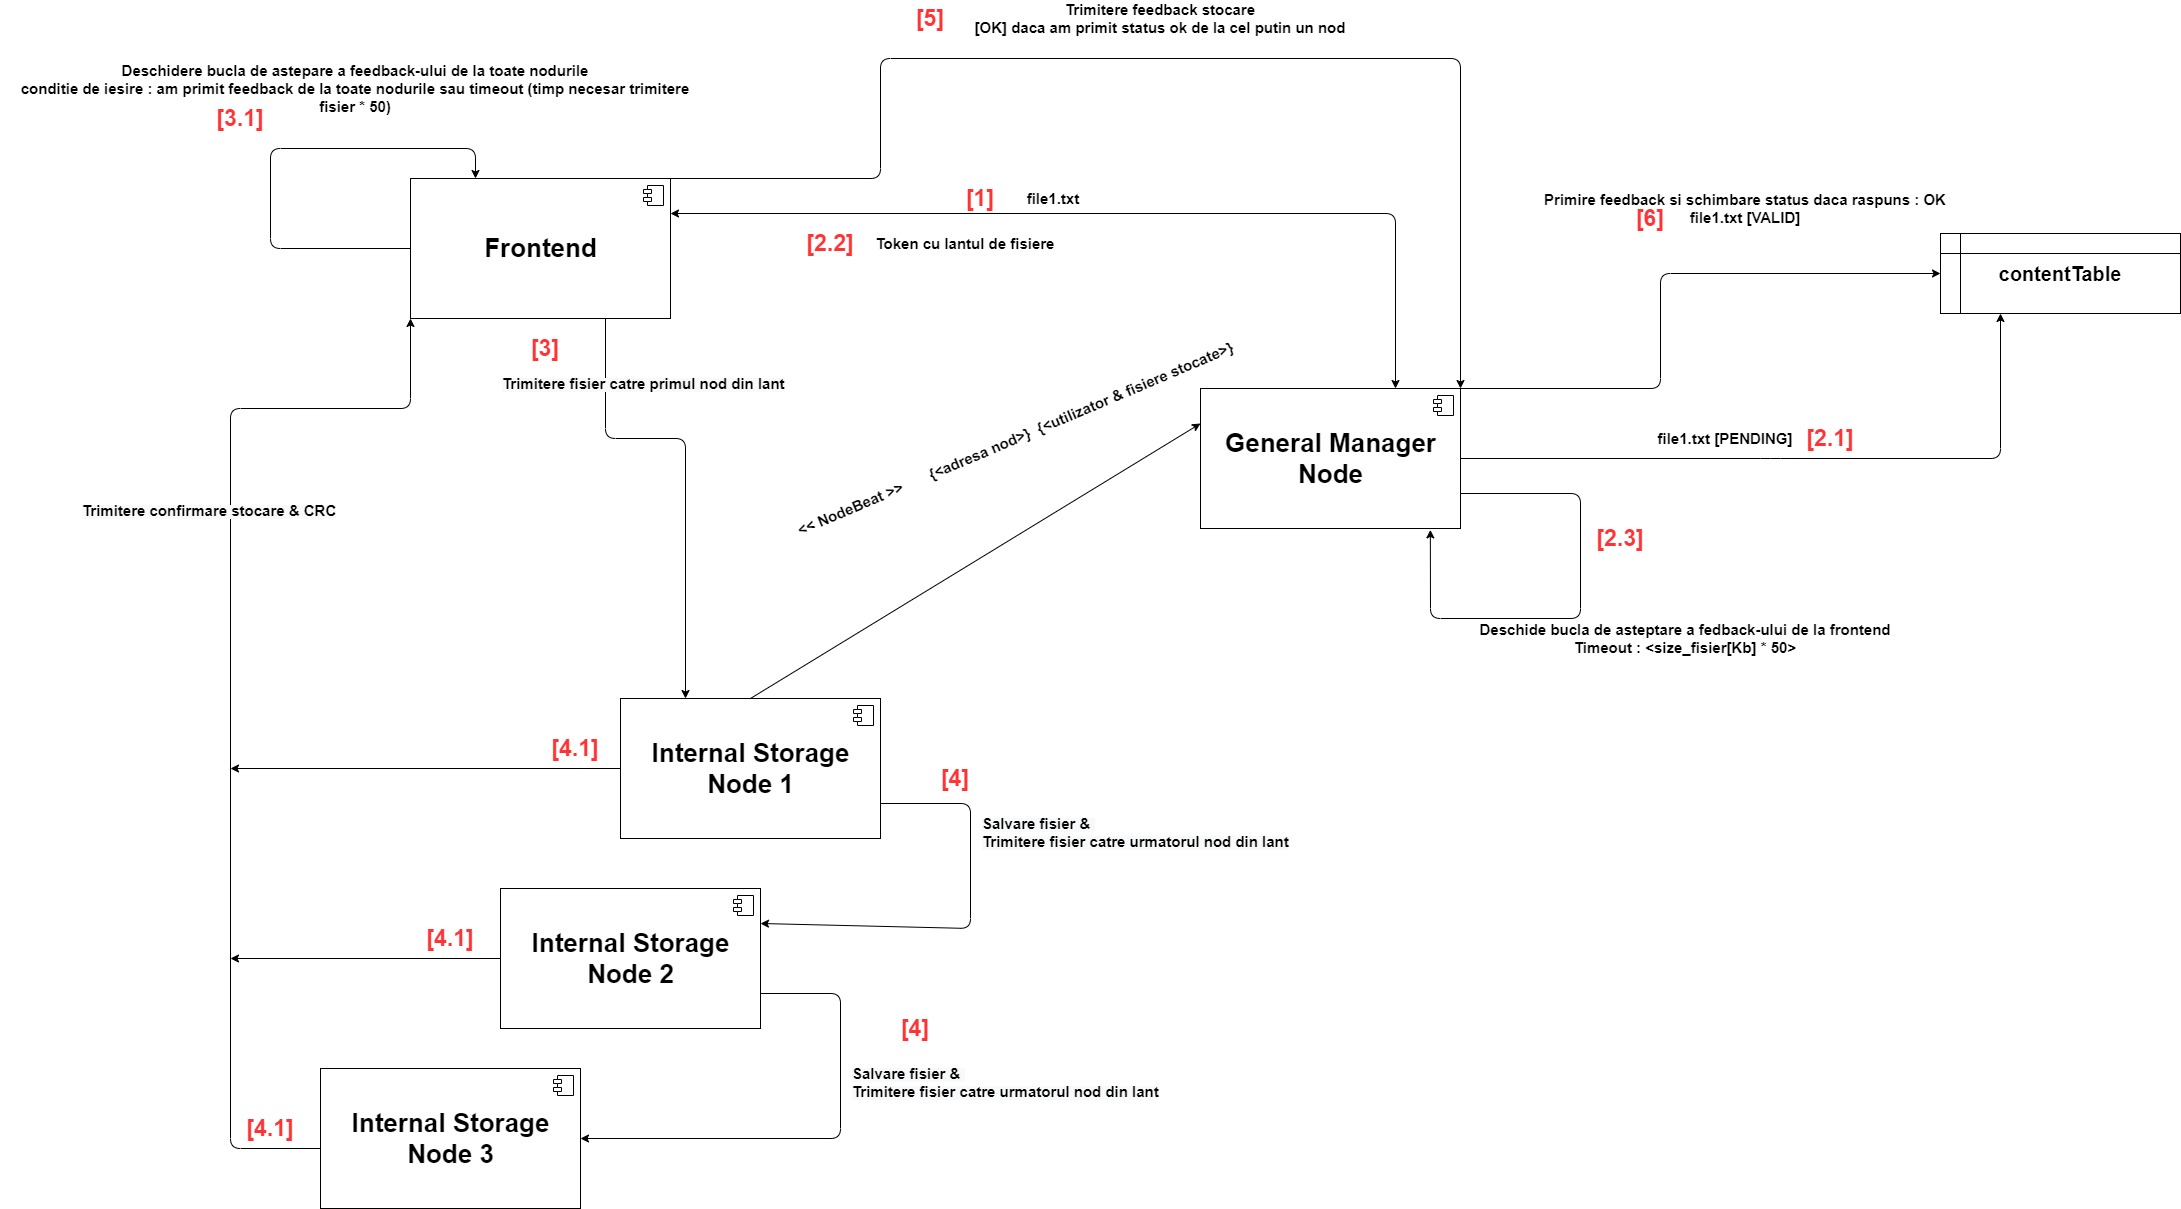 [5]
Trimitere feedback stocare
[OK] daca am primit status ok de la cel putin un nod
Deschidere bucla de astepare a feedback-ului de la toate nodurile
conditie de iesire : am primit feedback de la toate nodurile sau timeout (timp necesar trimitere
fisier * 50)
[3.1]
Frontend
[1]
file1.txt
[2.2]
Token cu lantul de fisiere
Primire feedback si schimbare status daca raspuns : OK
[6]
file1.txt [VALID]
contentTable
[3]
Trimitere fisier catre primul nod din lant
<< NodeBeat >>
{<adresa nod>}
{<utilizator & fisiere stocate>}
General Manager
Node
file1.txt [PENDING]
[2.1]
[2.3]
Deschide bucla de asteptare a fedback-ului de la frontend
Timeout : <size_fisier[Kb] * 50>
Trimitere confirmare stocare & CRC
[4.1]
Internal Storage
Node 1
[4]
Salvare fisier &
Trimitere fisier catre urmatorul nod din lant
[4.1]
Internal Storage
Node 2
[4]
Salvare fisier &
Trimitere fisier catre urmatorul nod din lant
[4.1]
Internal Storage
Node 3